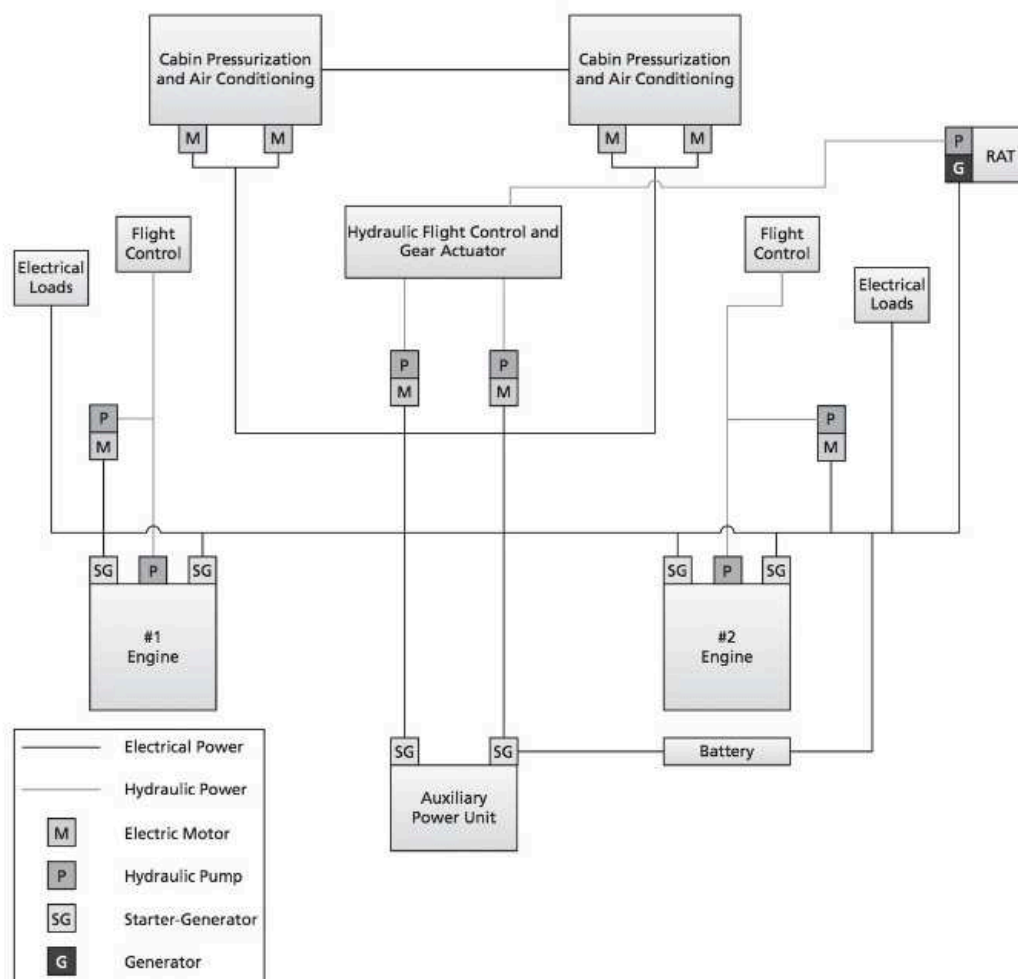 Cabin Pressurization
and Air Conditioning
Cabin Pressurization
and Air Conditioning
M
M
M
M
P
G
RAT
Flight
Control
Hydraulic Flight Control and
Gear Actuator
Flight
Control
Electrical
Loads
Electrical
Loads
P
M
P
M
P
M
P
M
SG
P
SG
#1
Engine
SG
P
SG
#2
Engine
SG
SG
Auxiliary
Power Unit
Battery
Electrical Power
Hydraulic Power
M
Electric Motor
P
Hydraulic Pump
SG
Starter-Generator
G
Generator